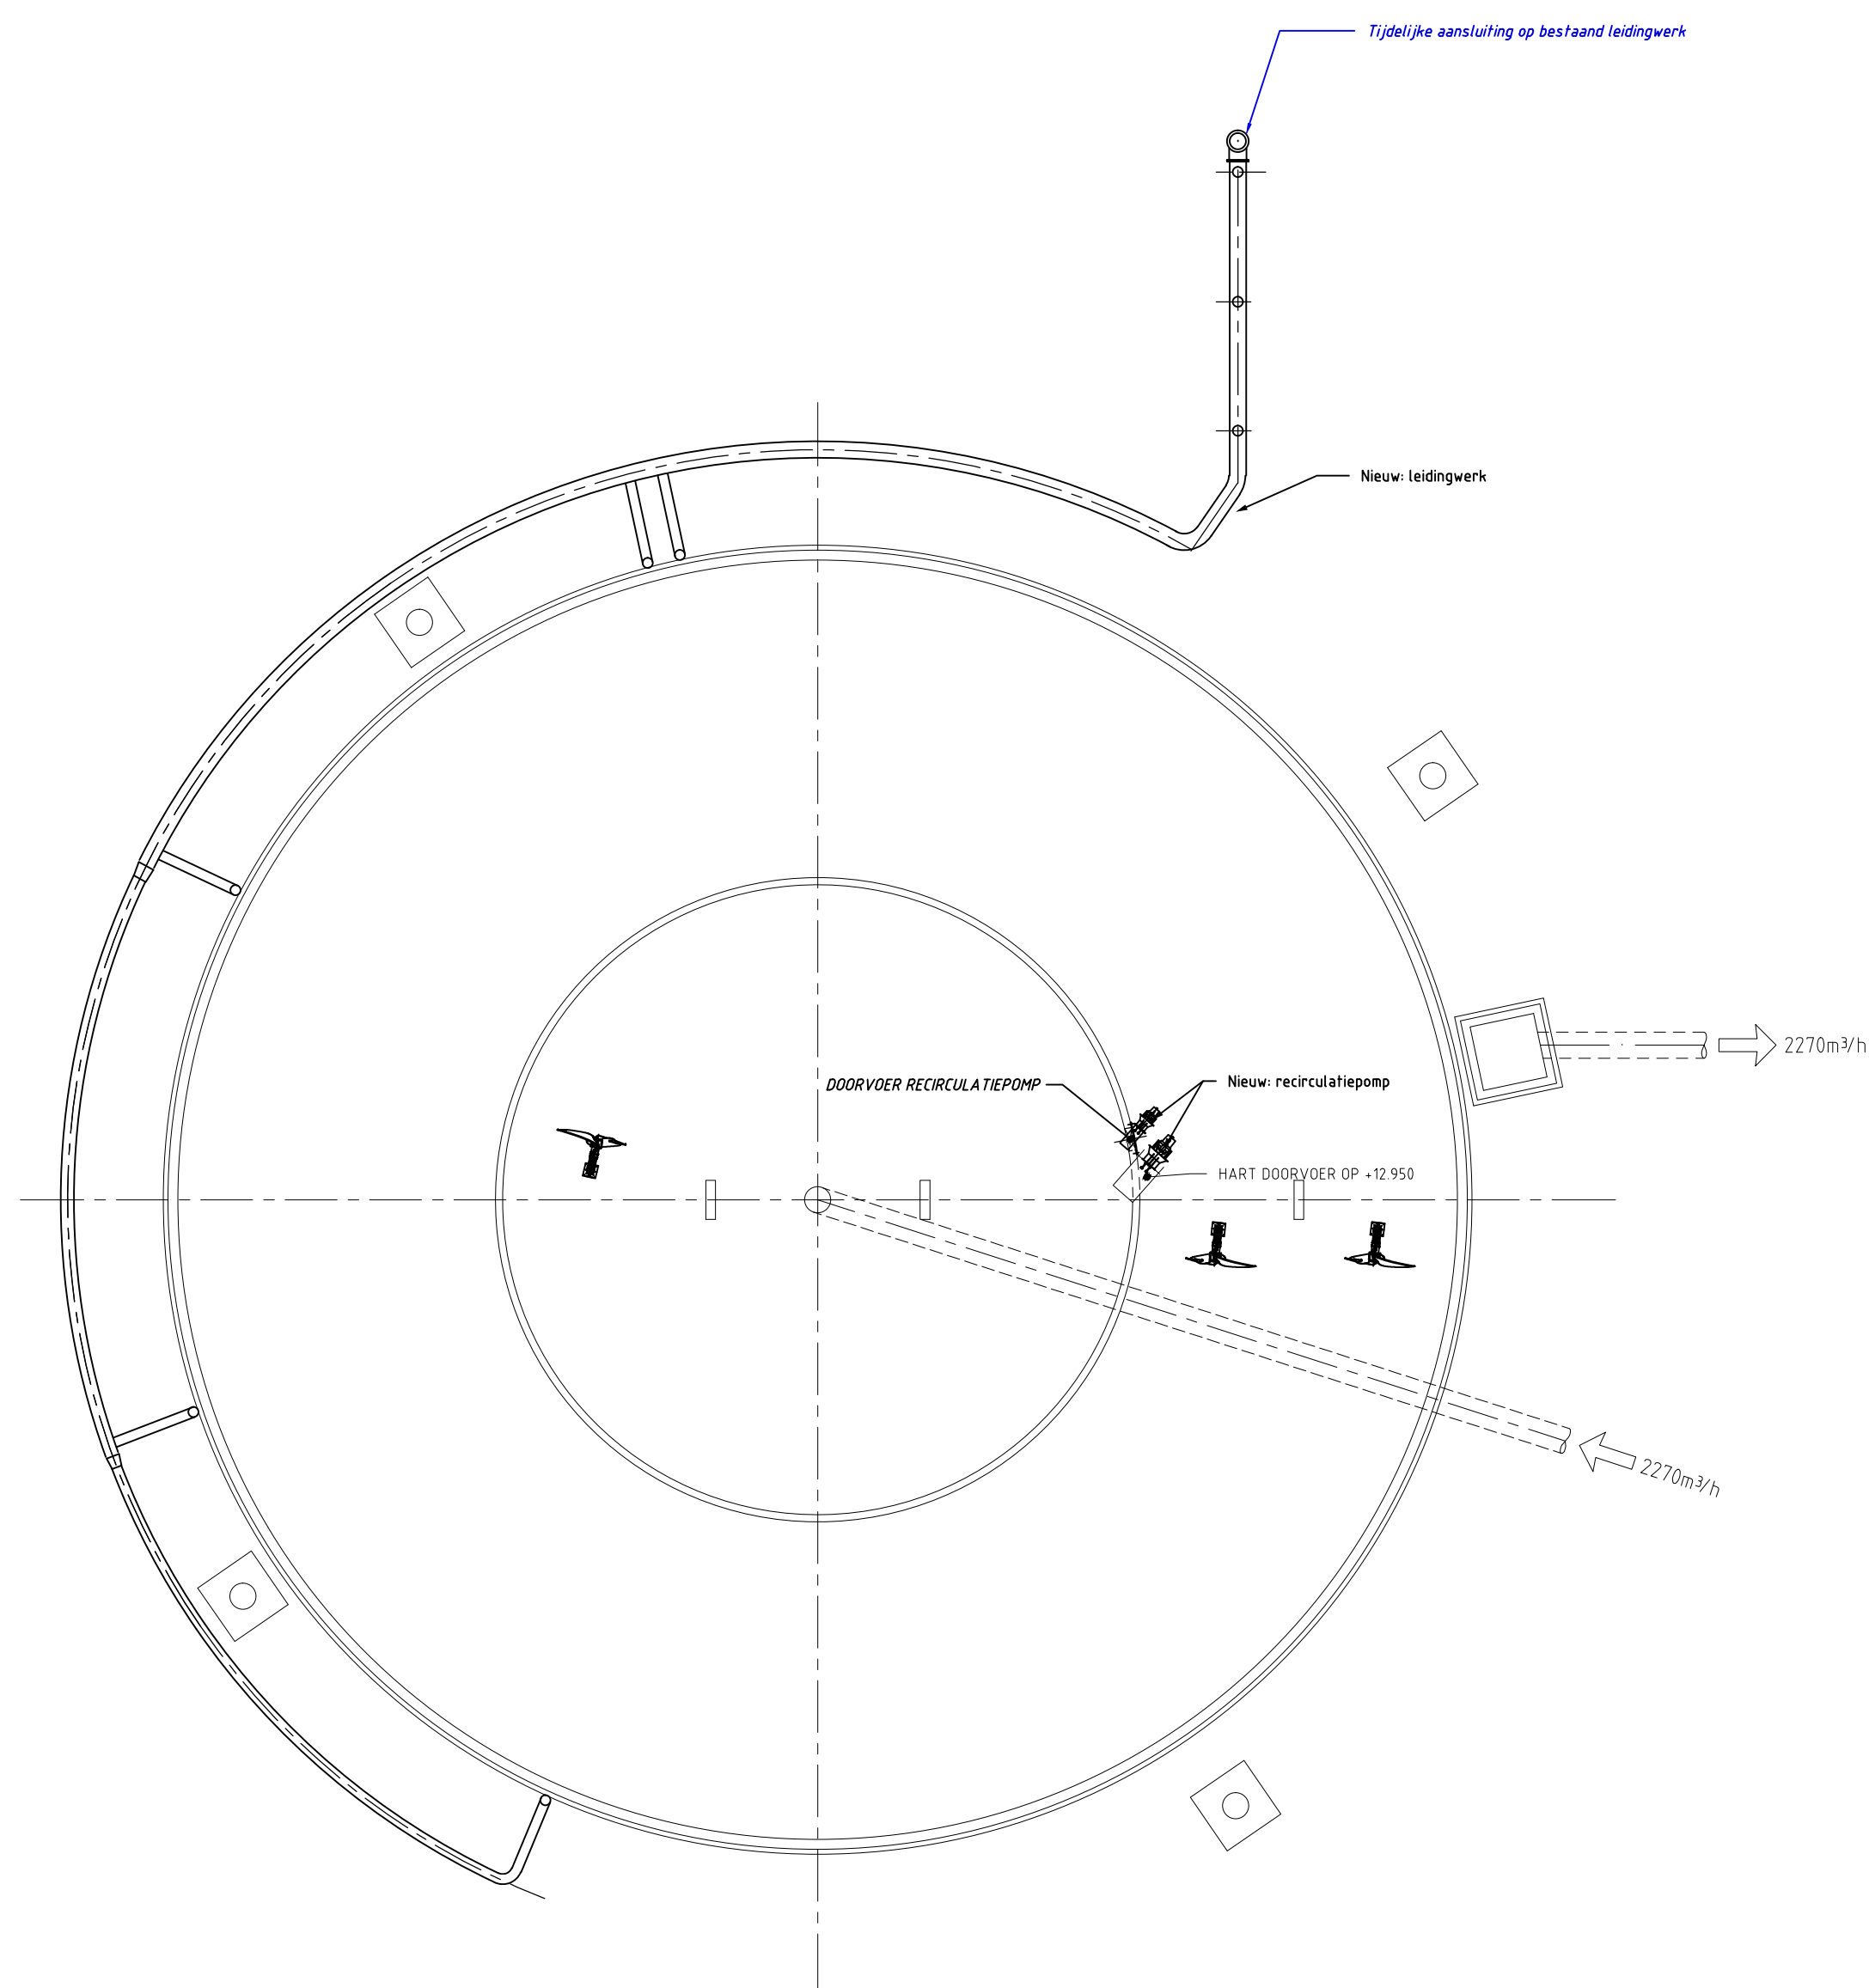 Tijdelijke aansluiting op bestaand leidingwerk
Nieuw: leidingwerk
2270m³/h
DOORVOER RECIRCULATIEPOMP
Nieuw: recirculatiepomp
HART DOORVOER OP +12.950
2270m³/h